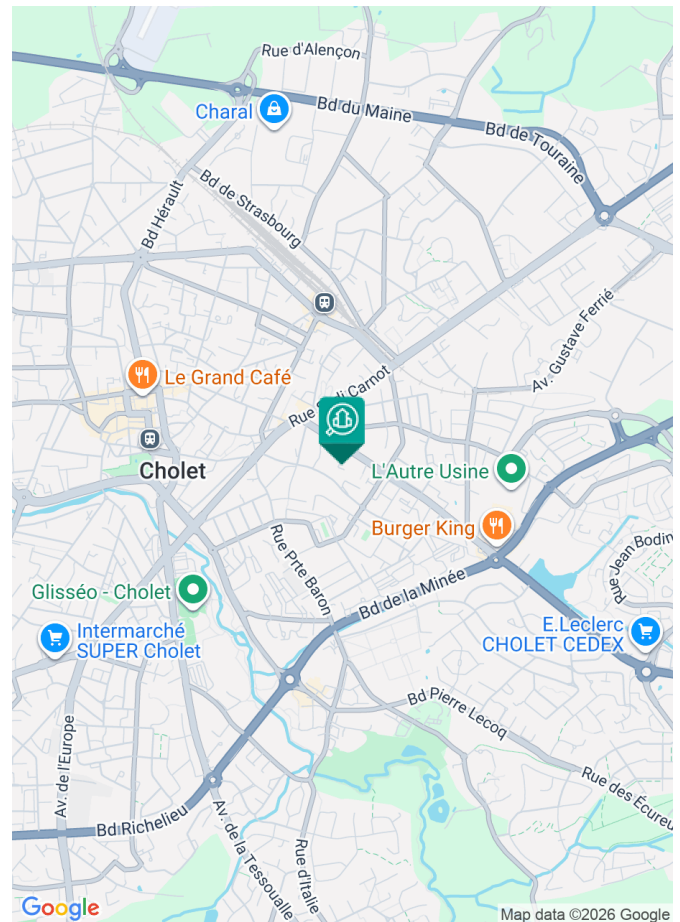 Rue d'Alençon
Charal
Bd du Maine
Bd de Touraine
Bd de Strasbourg
Bd Hérault
Av. Gustave Ferrié
Le Grand Café
Rue Carnot
Cholet
L'Autre Usine
Burger King
Rue Prte Baron
Bd de la Minée
Rue Jean Bodin
Glisséo - Cholet
Intermarché
SUPER Cholet
E.Leclerc
CHOLET CEDEX
Bd Pierre Lecoq
Av. de l'Europe
Rue des Écureu
Bd Richelieu
Av. de la Tessoualle
Rue d'Italie
Google
Map data ©2026 Google